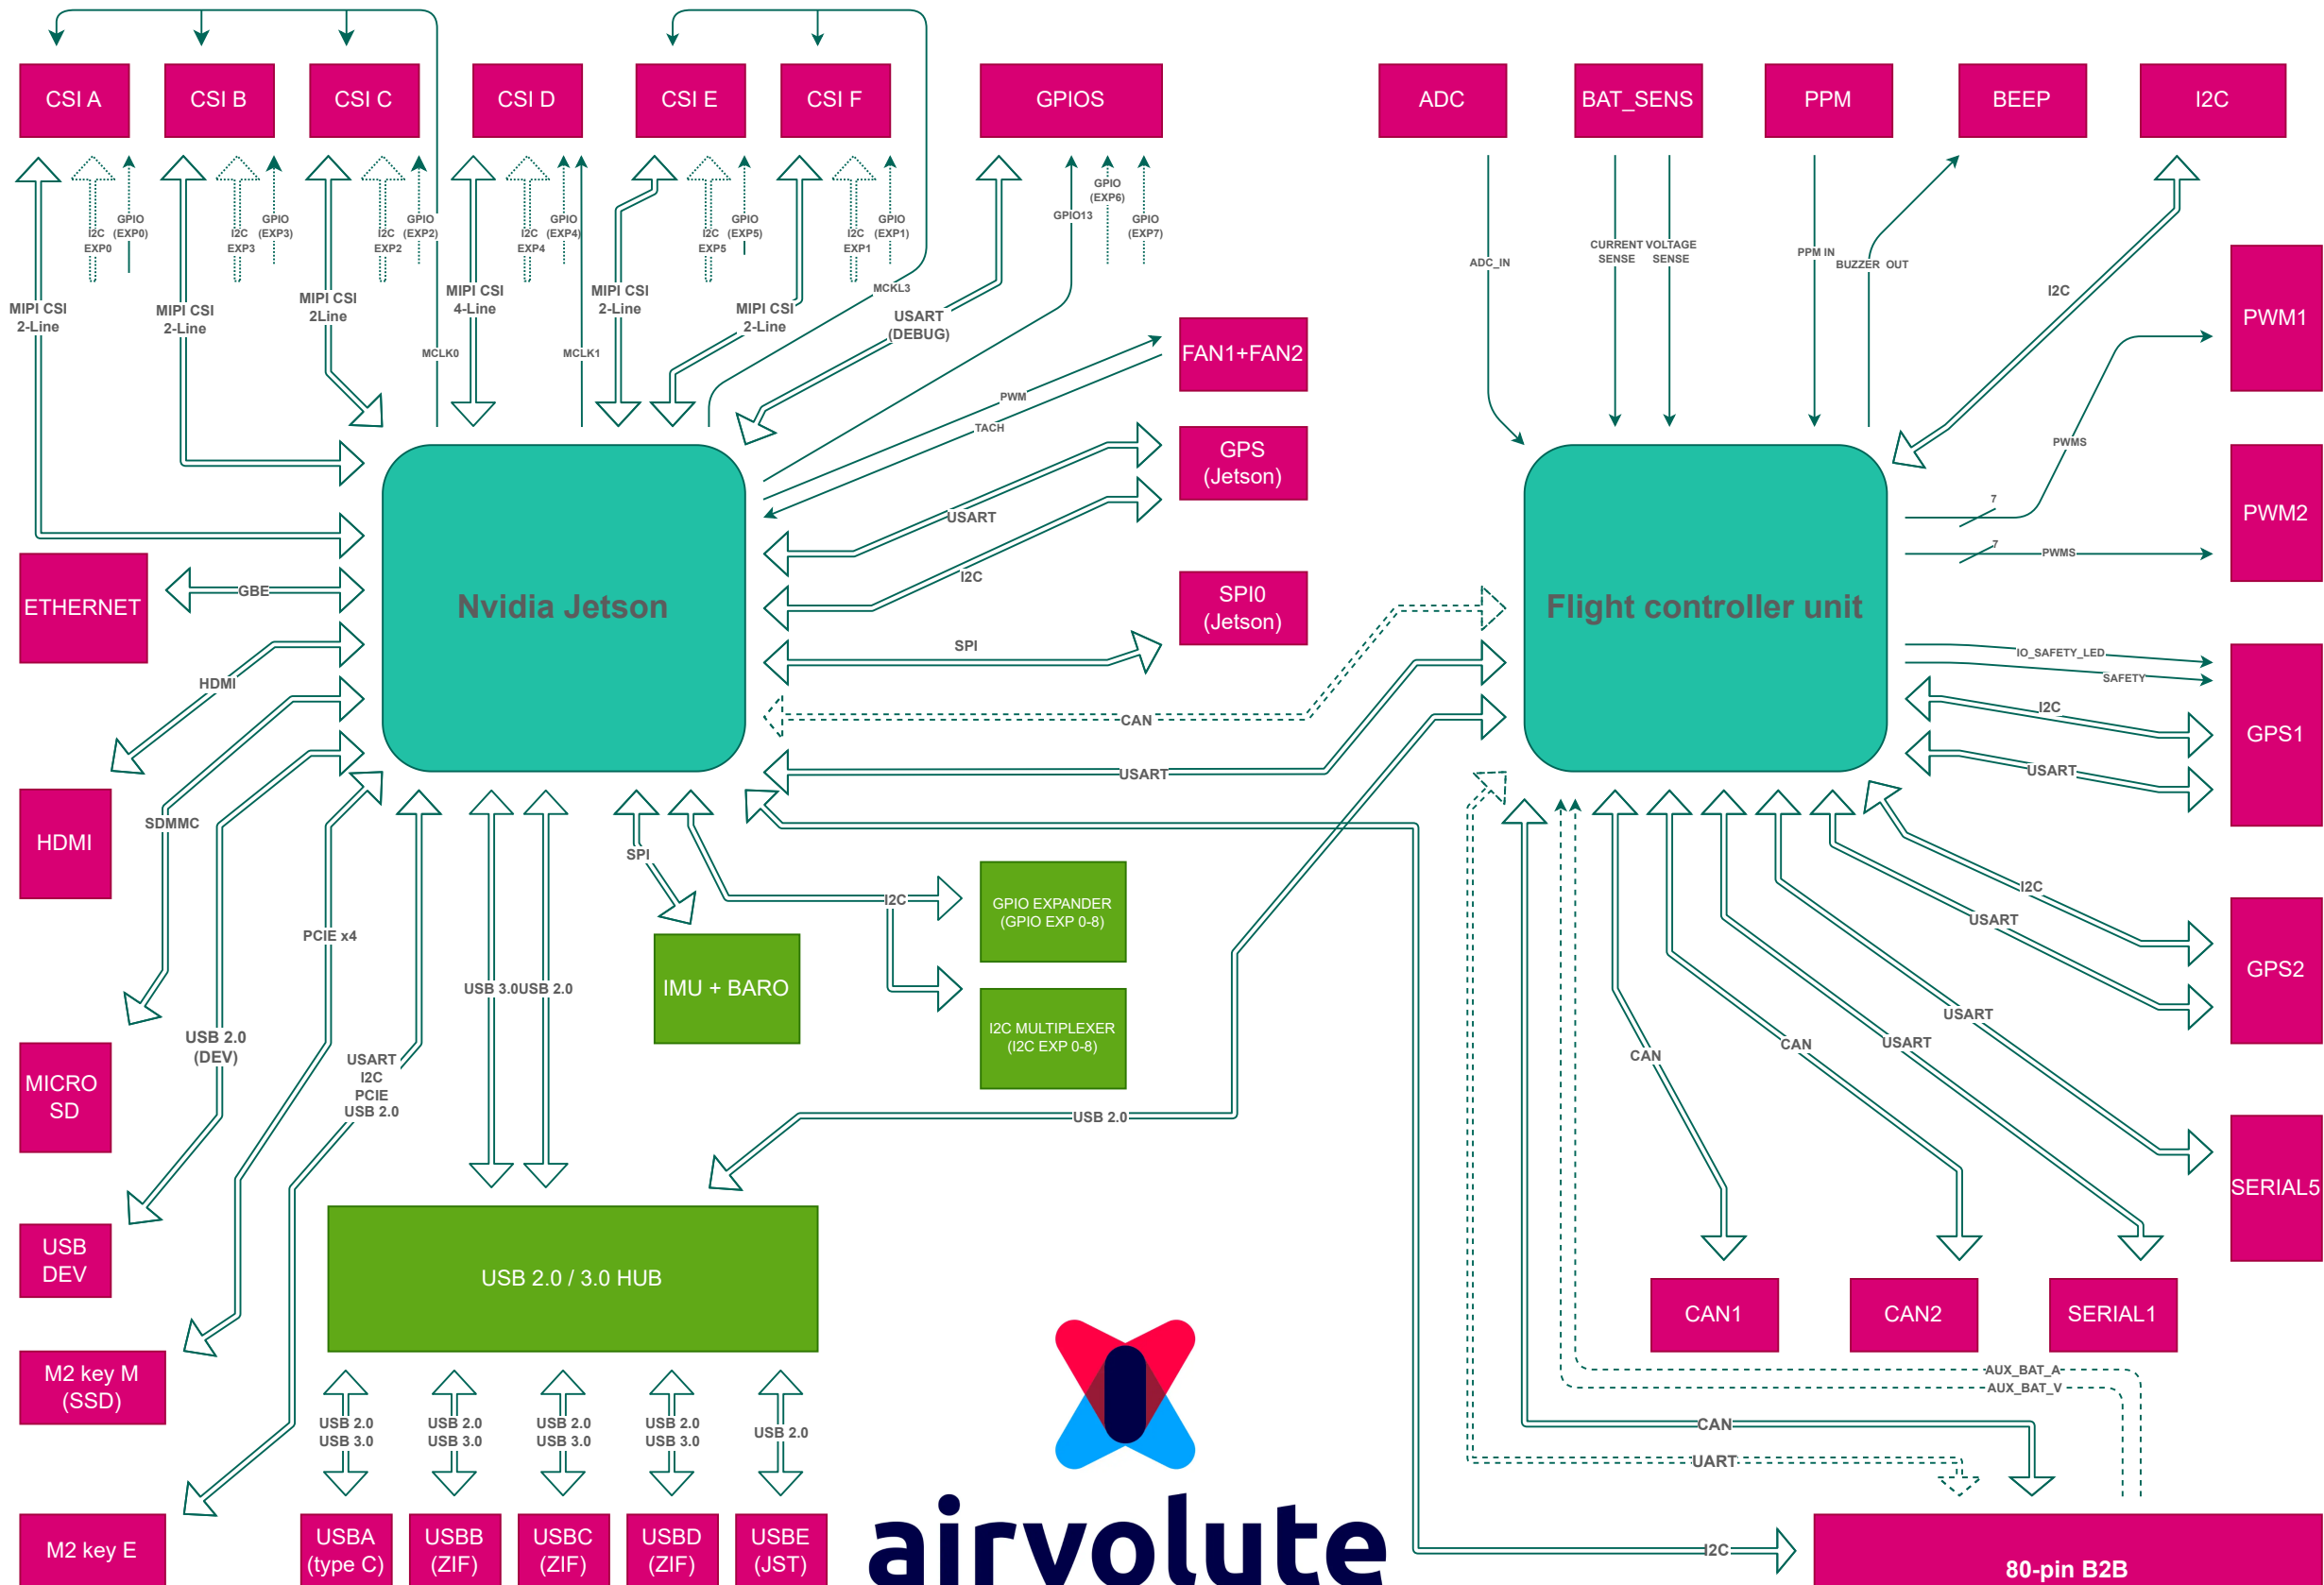 CSI A
CSI B
CSI C
CSI D
CSI E
CSI F
GPIOS
ADC
BAT_SENS
PPM
BEEP
I2C
GPIO
(EXP0)
I2C
EXP0
GPIO
(EXP3)
I2C
EXP3
GPIO
(EXP2)
I2C
EXP2
GPIO
(EXP4)
I2C
EXP4
GPIO
(EXP5)
I2C
EXP5
GPIO
(EXP1)
I2C
EXP1
GPIO13
GPIO
(EXP6)
GPIO
(EXP7)
MIPI CSI
2-Line
MIPI CSI
2-Line
MIPI CSI
2Line
MIPI CSI
4-Line
MIPI CSI
2-Line
MIPI CSI
2-Line
MCLK0
MCLK1
MCKL3
USART
(DEBUG)
ADC_IN
CURRENT
SENSE
VOLTAGE
SENSE
PPM IN
BUZZER OUT
I2C
PWM1
FAN1+FAN2
PWM
TACH
GPS
(Jetson)
USART
I2C
SPI0
(Jetson)
SPI
PWMS
7
PWM2
7
PWMS
Nvidia Jetson
Flight controller unit
ETHERNET
GBE
HDMI
HDMI
SDMMC
CAN
USART
IO_SAFETY_LED
SAFETY
I2C
USART
GPS1
SPI
I2C
GPIO EXPANDER
(GPIO EXP 0-8)
I2C MULTIPLEXER
(I2C EXP 0-8)
IMU + BARO
PCIE x4
USB 3.0
USB 2.0
USB 2.0
(DEV)
USART
I2C
PCIE
USB 2.0
USB 2.0
MICRO
SD
USB
DEV
I2C
USART
GPS2
USART
USART
CAN
CAN
SERIAL5
USB 2.0 / 3.0 HUB
CAN1
CAN2
SERIAL1
M2 key M
(SSD)
AUX_BAT_A
AUX_BAT_V
CAN
UART
I2C
USB 2.0
USB 3.0
USB 2.0
USB 3.0
USB 2.0
USB 3.0
USB 2.0
USB 3.0
USB 2.0
M2 key E
USBA
(type C)
USBB
(ZIF)
USBC
(ZIF)
USBD
(ZIF)
USBE
(JST)
airvolute
80-pin B2B